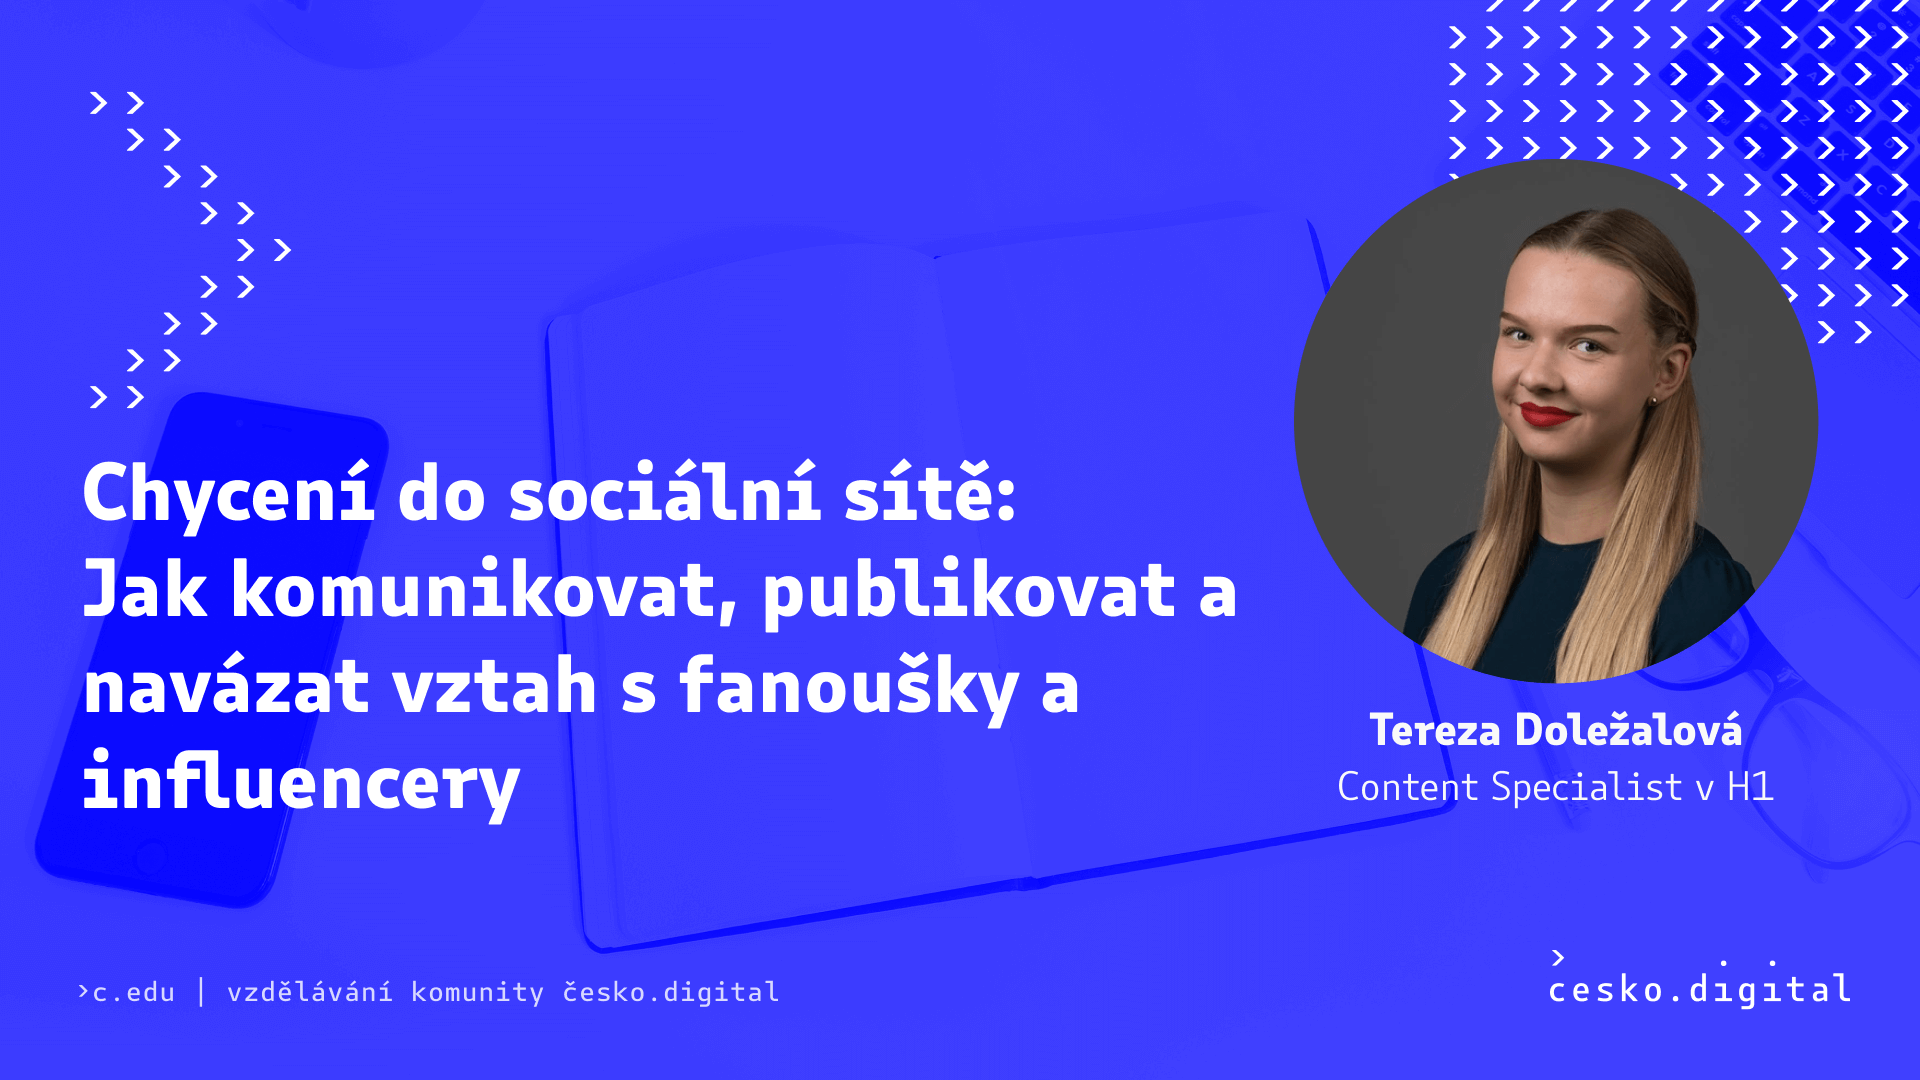 Chycení do sociální sítě:
Jak komunikovat, publikovat a
navázat vztah s fanoušky a
influencery
Tereza Doležalová
Content Specialist v H1
>c.edu | vzdělávání komunity česko.digital
česko.digital